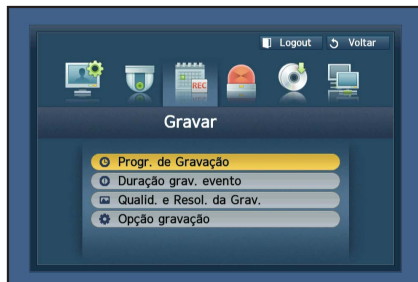 Logout Voltar
REC
Gravar
Progr. de Gravação
Duração grav. evento
Qualid. e Resol. da Grav.
Opção gravação